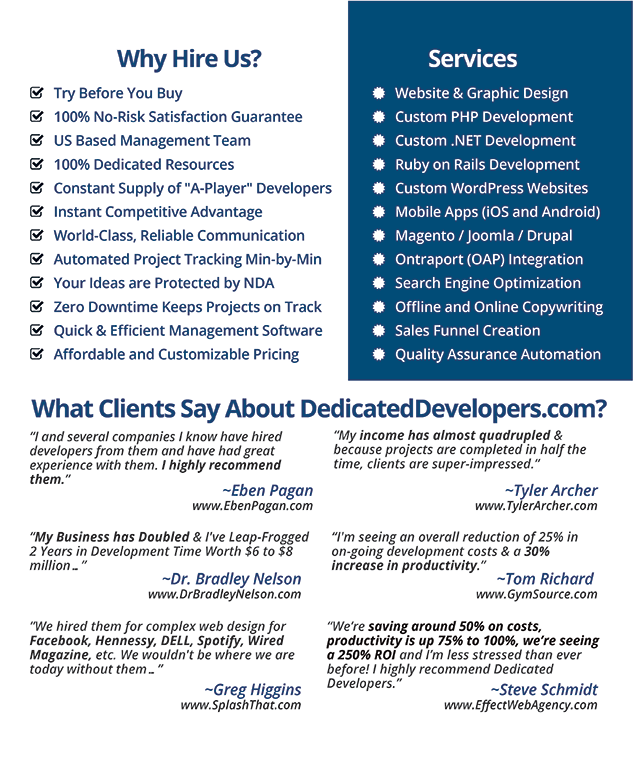 Why Hire Us?
Try Before You Buy
100% No-Risk Satisfaction Guarantee
US Based Management Team
100% Dedicated Resources
Constant Supply of "A-Player" Developers
Instant Competitive Advantage
World-Class, Reliable Communication
Automated Project Tracking Min-by-Min
Your Ideas are Protected by NDA
Zero Downtime Keeps Projects on Track
Quick & Efficient Management Software
Affordable and Customizable Pricing
Services
Website & Graphic Design
Custom PHP Development
Custom .NET Development
Ruby on Rails Development
Custom WordPress Websites
Mobile Apps (iOS and Android)
Magento / Joomla / Drupal
Ontraport (OAP) Integration
Search Engine Optimization
Offline and Online Copywriting
Sales Funnel Creation
Quality Assurance Automation
What Clients Say About DedicatedDevelopers.com?
“I and several companies I know have hired
developers from them and have had great
experience with them. I highly recommend
them.”
~Eben Pagan
www.EbenPagan.com
“My income has almost quadrupled &
because projects are completed in half the
time, clients are super-impressed.”
~Tyler Archer
www.TylerArcher.com
“My Business has Doubled & I've Leap-Frogged
2 Years in Development Time Worth $6 to $8
million... ”
~Dr. Bradley Nelson
www.DrBradleyNelson.com
“I'm seeing an overall reduction of 25% in
on-going development costs & a 30%
increase in productivity.”
~Tom Richard
www.GymSource.com
“We hired them for complex web design for
Facebook, Hennessy, DELL, Spotify, Wired
Magazine, etc. We wouldn't be where we are
today without them... ”
~Greg Higgins
www.SplashThat.com
“We’re saving around 50% on costs,
productivity is up 75% to 100%, we’re seeing
a 250% ROI and I'm less stressed than ever
before! I highly recommend Dedicated
Developers.”
~Steve Schmidt
www.EffectWebAgency.com